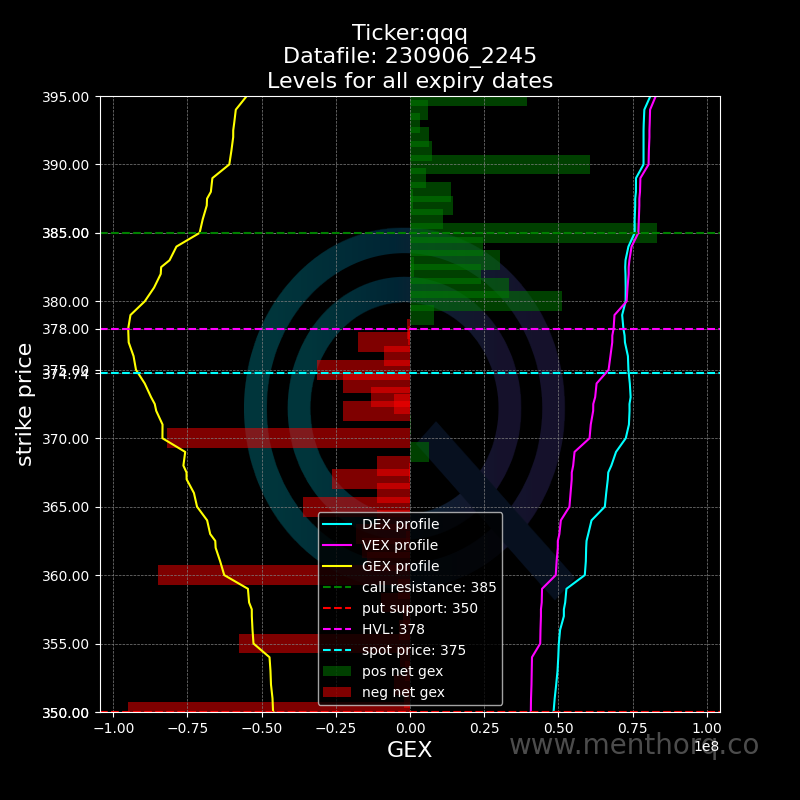 Ticker:qqq
Datafile: 230906_2245
Levels for all expiry dates
395.00
390.00
385.00
380.00
378.00
375.00
374.74
370.00
365.00
360.00
355.00
350.00
strike price
DEX profile
VEX profile
GEX profile
call resistance: 385
put support: 350
HVL: 378
spot price: 375
pos net gex
neg net gex
−1.00 −0.75 −0.50 −0.25 0.00 0.25 0.50 0.75 1.00
1e8
GEX
www.menthorq.co